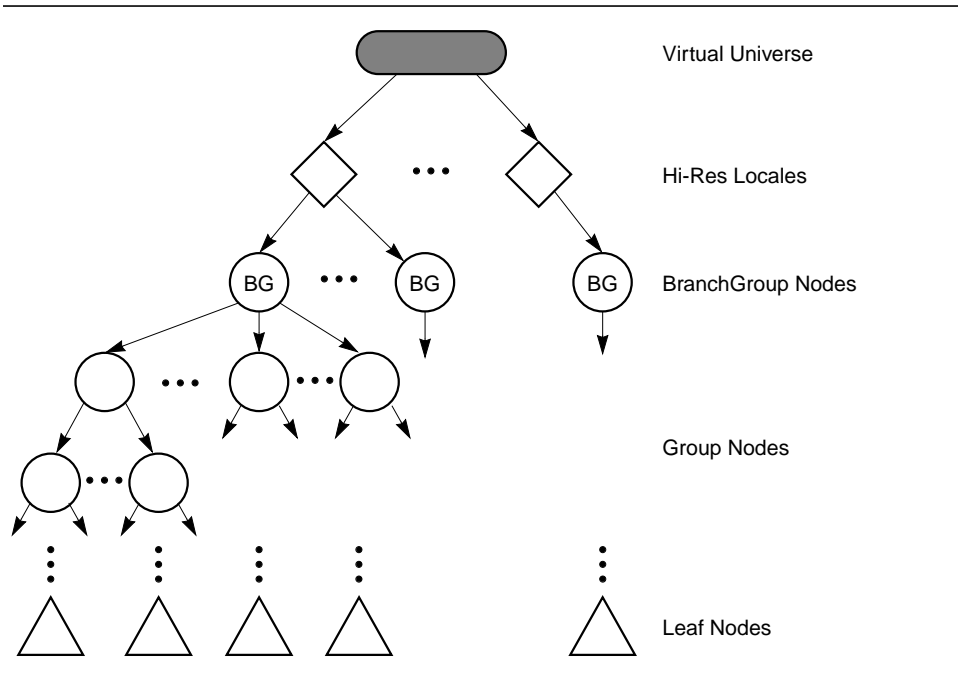 Virtual Universe
Hi-Res Locales
BG
BG
BG
BranchGroup Nodes
Group Nodes
Leaf Nodes